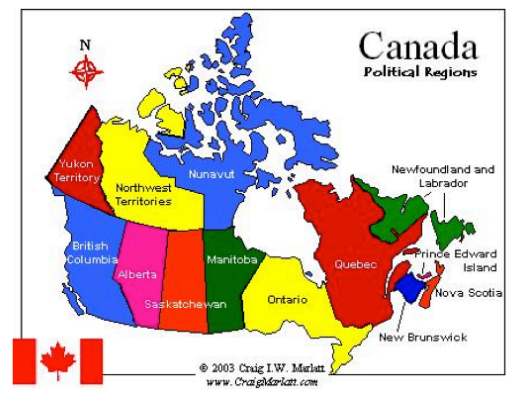 Canada
Political Regions
N
Yukon
Territory
Northwest
Territories
Nunavut
Newfoundland and
Labrador
British
Columbia
Alberta
Saskatchewan
Manitoba
Ontario
Quebec
Prince Edward
Island
Nova Scotia
New Brunswick
© 2003 Craig I.W. Marlatt
www.CraigMarlatt.com